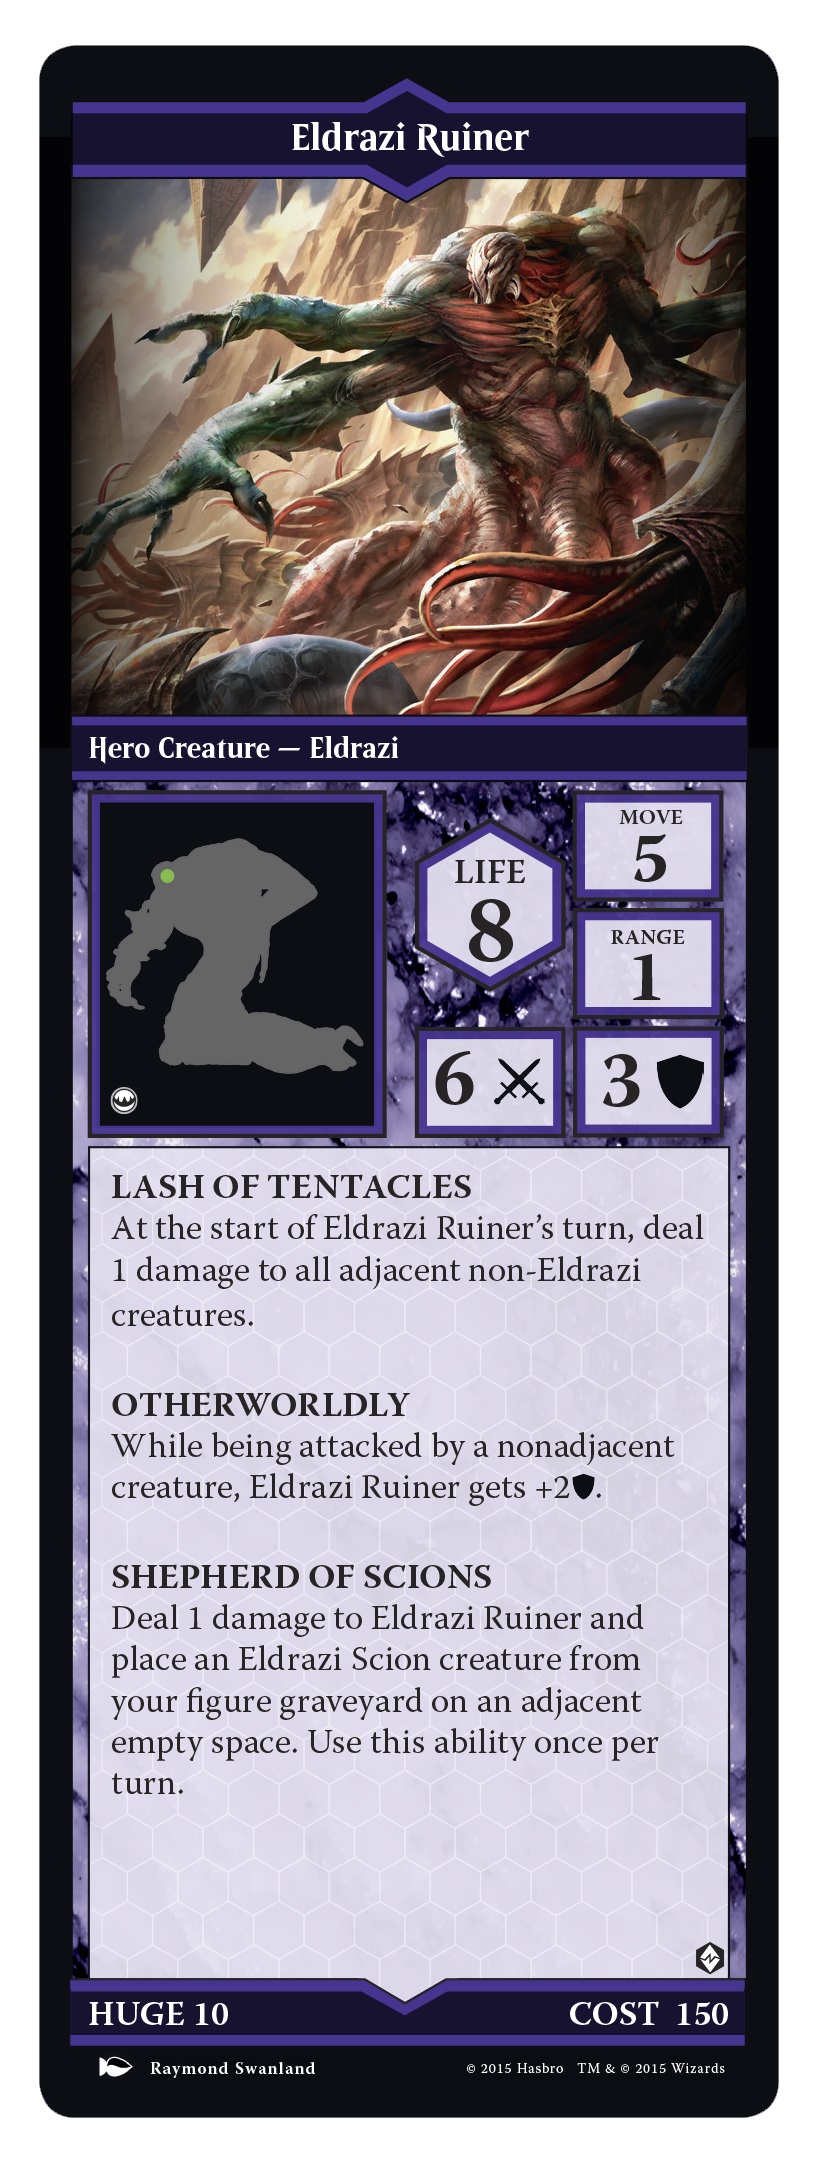 Eldrazi Ruiner
Hero Creature — Eldrazi
LIFE
8
MOVE
5
RANGE
1
6
3
LASH OF TENTACLES
At the start of Eldrazi Ruiner’s turn, deal
1 damage to all adjacent non-Eldrazi
creatures.
OTHERWORLDLY
While being attacked by a nonadjacent
creature, Eldrazi Ruiner gets +2.
SHEPHERD OF SCIONS
Deal 1 damage to Eldrazi Ruiner and
place an Eldrazi Scion creature from
your figure graveyard on an adjacent
empty space. Use this ability once per
turn.
HUGE 10
COST 150
Raymond Swanland
© 2015 Hasbro TM & © 2015 Wizards